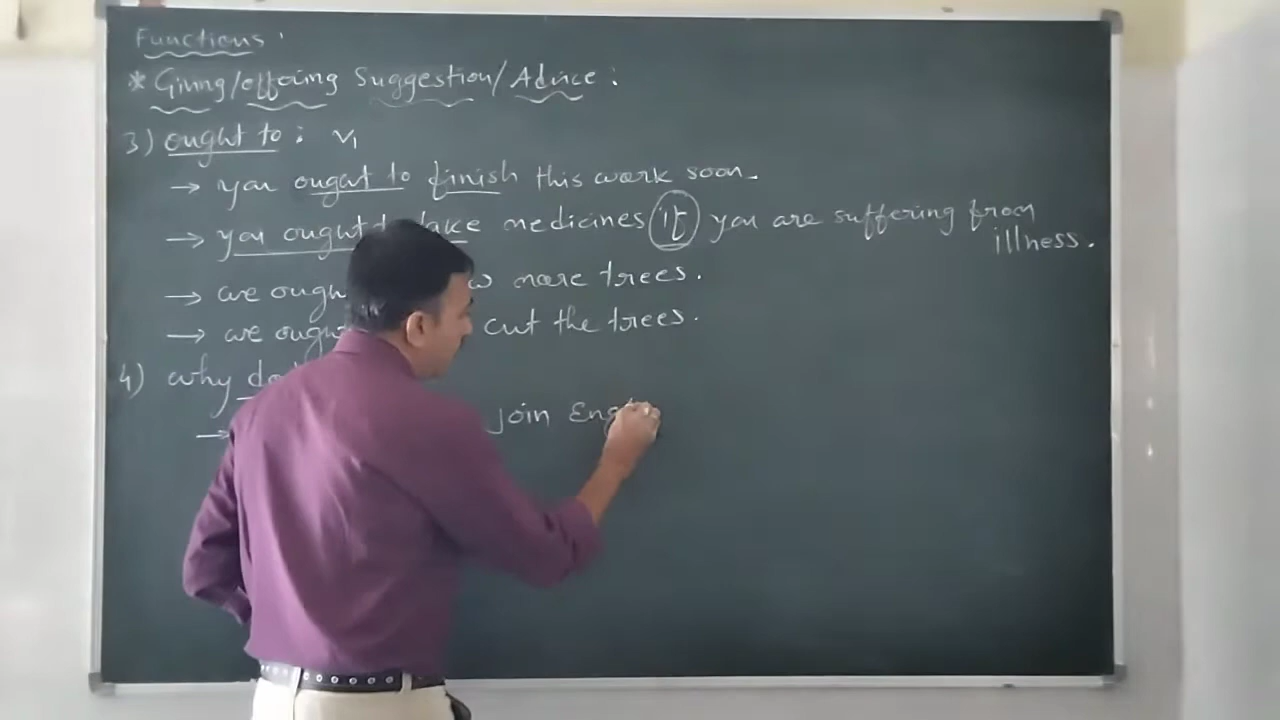 Functions:
* Giving/offering Suggestion/Advice:
3) ought to: V1
→ you ought to finish this work soon.
→ you ought take medicines if you are suffering from
illness.
→ we ough more trees.
→ we ought cut the trees.
4) why do
→ join Eng